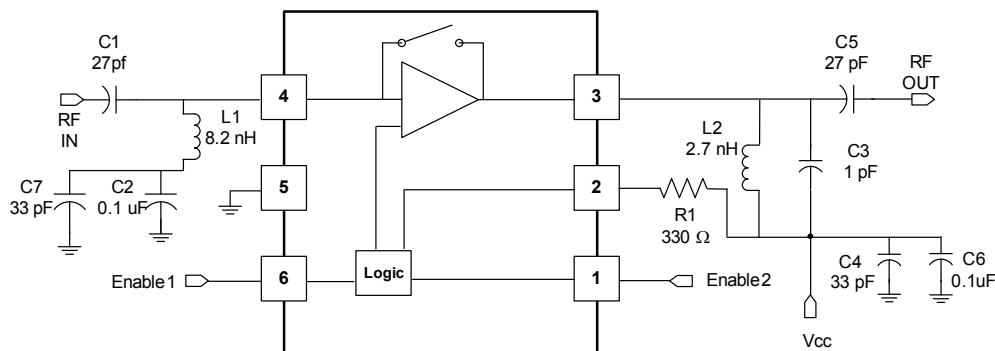 C1
27pf
RF
IN
L1
8.2 nH
C7
33 pF
C2
0.1 uF
Enable1
4
5
6
Logic
3
2
1
R1
330 Ω
L2
2.7 nH
C5
27 pF
RF
OUT
C3
1 pF
Enable2
C4
33 pF
C6
0.1uF
Vcc